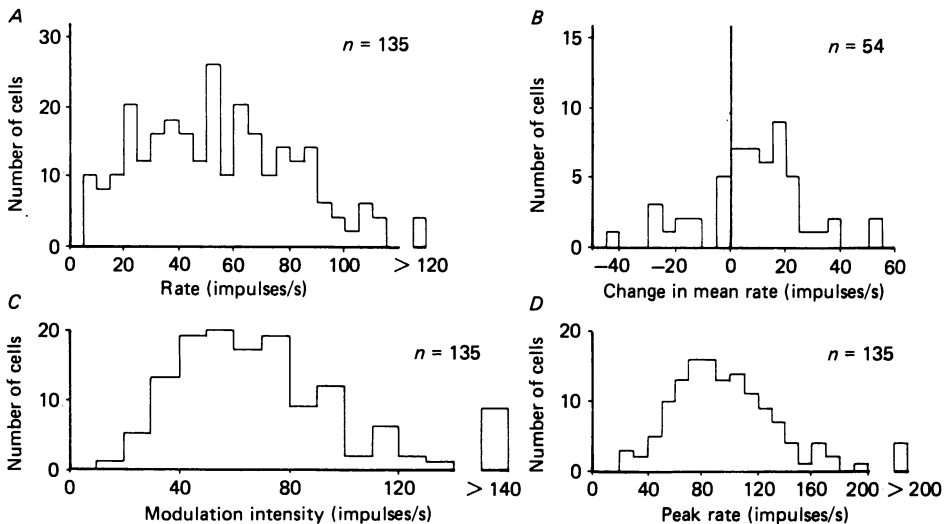 A
Number of cells
30
20
10
0
n = 135
0 20 40 60 80 100 > 120
Rate (impulses/s)
B
Number of cells
15
10
5
0
n = 54
−40 −20 0 20 40 60
Change in mean rate (impulses/s)
C
Number of cells
20
10
0
n = 135
0 40 80 120 > 140
Modulation intensity (impulses/s)
D
Number of cells
20
10
0
n = 135
0 40 80 120 160 200 > 200
Peak rate (impulses/s)